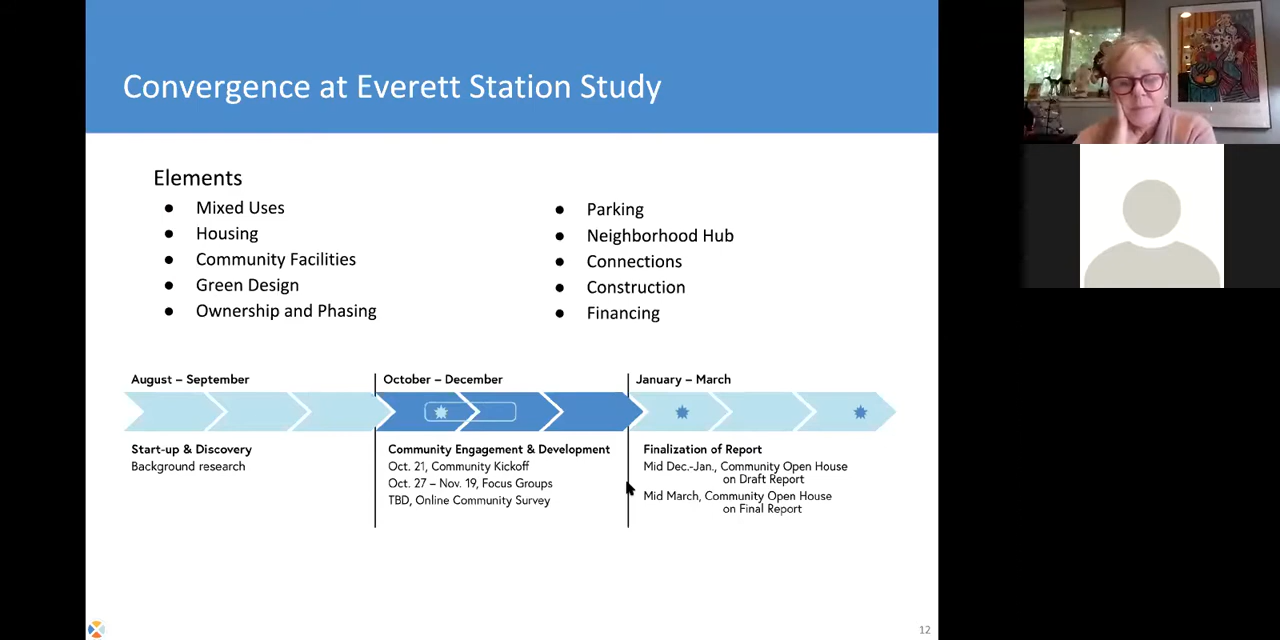 Convergence at Everett Station Study
Elements
● Mixed Uses
● Housing
● Community Facilities
● Green Design
● Ownership and Phasing
● Parking
● Neighborhood Hub
● Connections
● Construction
● Financing
August – September
Start-up & Discovery
Background research
October – December
Community Engagement & Development
Oct. 21, Community Kickoff
Oct. 27 – Nov. 19, Focus Groups
TBD, Online Community Survey
January – March
Finalization of Report
Mid Dec.-Jan., Community Open House
on Draft Report
Mid March, Community Open House
on Final Report
12